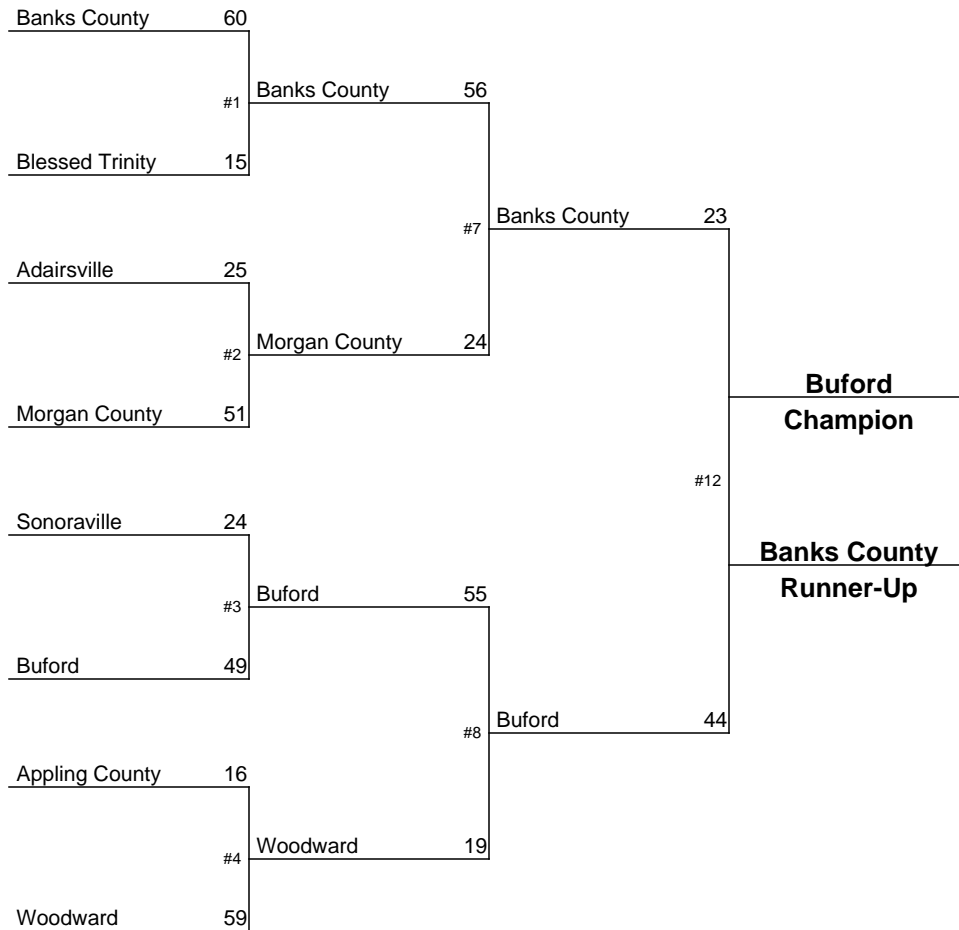 Banks County 60
Banks County 56
#1
Blessed Trinity 15
Banks County 23
#7
Adairsville 25
Morgan County 24
#2
Buford
Morgan County 51
Champion
#12
Sonoraville 24
Banks County
Runner-Up
Buford 55
#3
Buford 49
Buford 44
#8
Appling County 16
Woodward 19
#4
Woodward 59